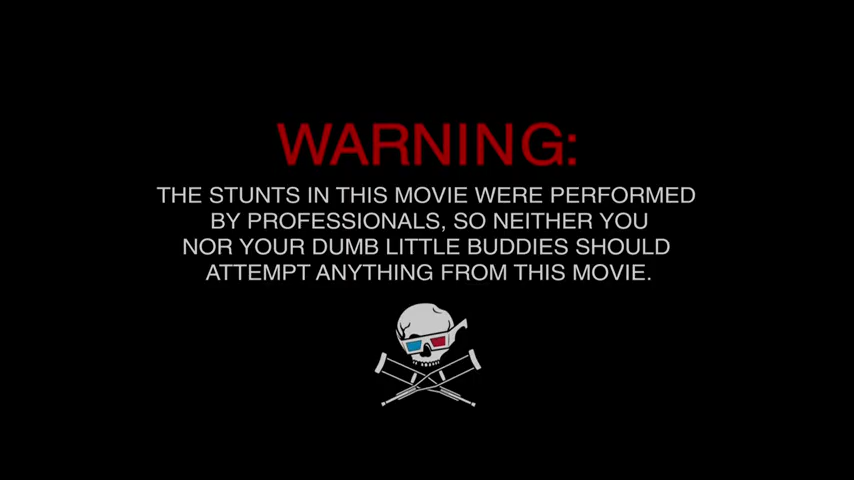 WARNING:
THE STUNTS IN THIS MOVIE WERE PERFORMED
BY PROFESSIONALS, SO NEITHER YOU
NOR YOUR DUMB LITTLE BUDDIES SHOULD
ATTEMPT ANYTHING FROM THIS MOVIE.